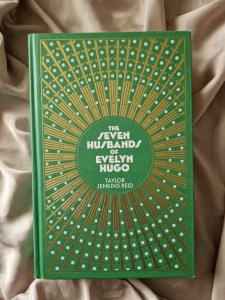 THE
SEVEN
HUSBANDS
OF
EVELYN
HUGO
TAYLOR
JENKINS REID